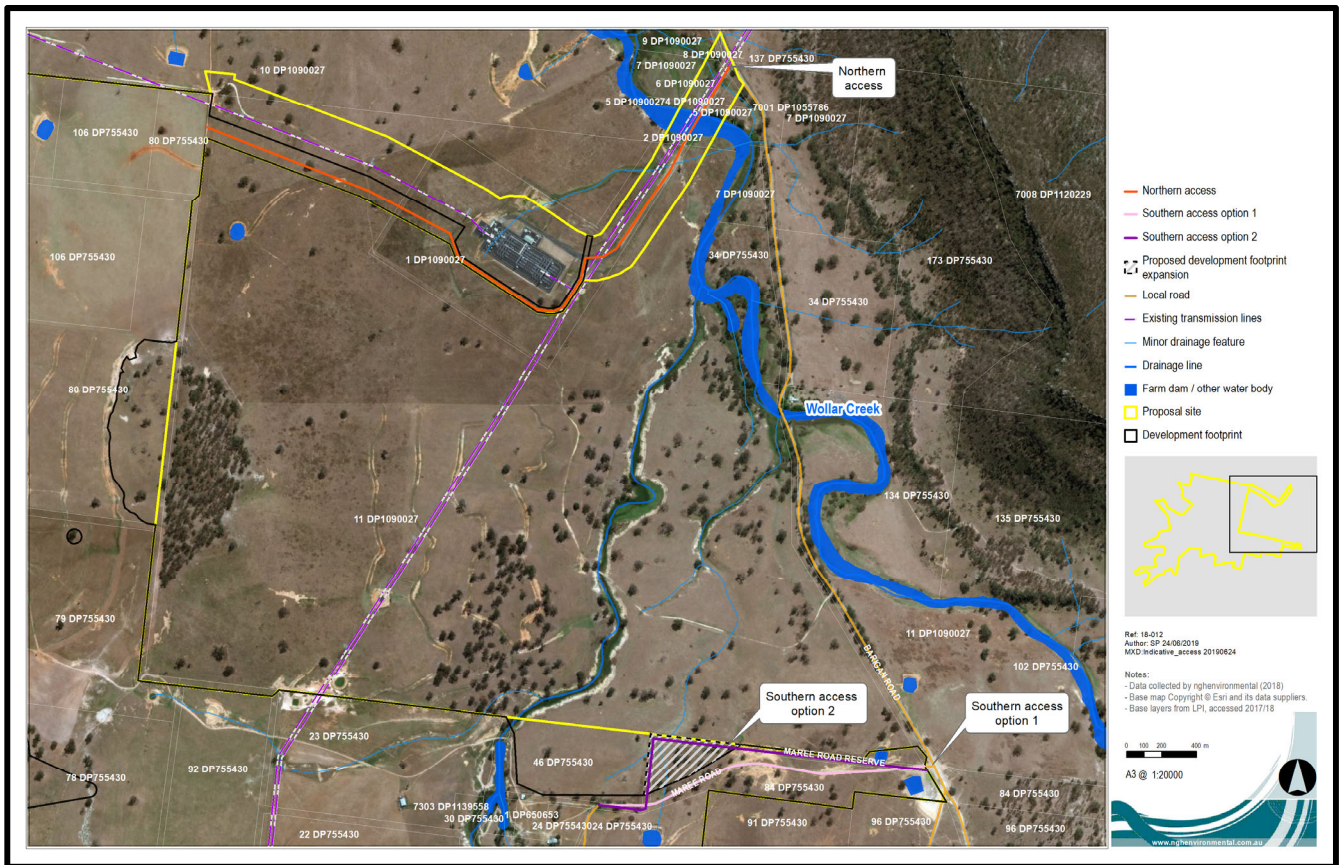 9 DP1090027
8 DP1090027
137 DP755430
7 DP1090027
10 DP1090027
Northern
access
6 DP1090027
5 DP1090027
4 DP1090027
5 DP1090027
7001 DP1055786
7 DP1090027
106 DP755430
80 DP755430
2 DP1090027
7 DP1090027
7008 DP1120229
106 DP755430
1 DP1090027
34 DP755430
173 DP755430
34 DP755430
80 DP755430
Wollar Creek
134 DP755430
135 DP755430
11 DP1090027
79 DP755430
11 DP1090027
102 DP755430
BARIGAN ROAD
Southern access
option 2
Southern access
option 1
23 DP755430
MAREE ROAD RESERVE
46 DP755430
92 DP755430
78 DP755430
MAREE ROAD
84 DP755430
84 DP755430
7303 DP1139558
30 DP755430
1 DP650653
24 DP755430
24 DP755430
91 DP755430
96 DP755430
96 DP755430
22 DP755430
Northern access
Southern access option 1
Southern access option 2
Proposed development footprint
expansion
Local road
Existing transmission lines
Minor drainage feature
Drainage line
Farm dam / other water body
Proposal site
Development footprint
Ref: 18-012
Author: SP 24/06/2019
MXD:Indicative_access 20190624
Notes:
- Data collected by nghenvironmental (2018)
- Base map Copyright © Esri and its data suppliers.
- Base layers from LPI, accessed 2017/18
0 100 200 400 m
A3 @ 1:20000
www.nghenvironmental.com.au